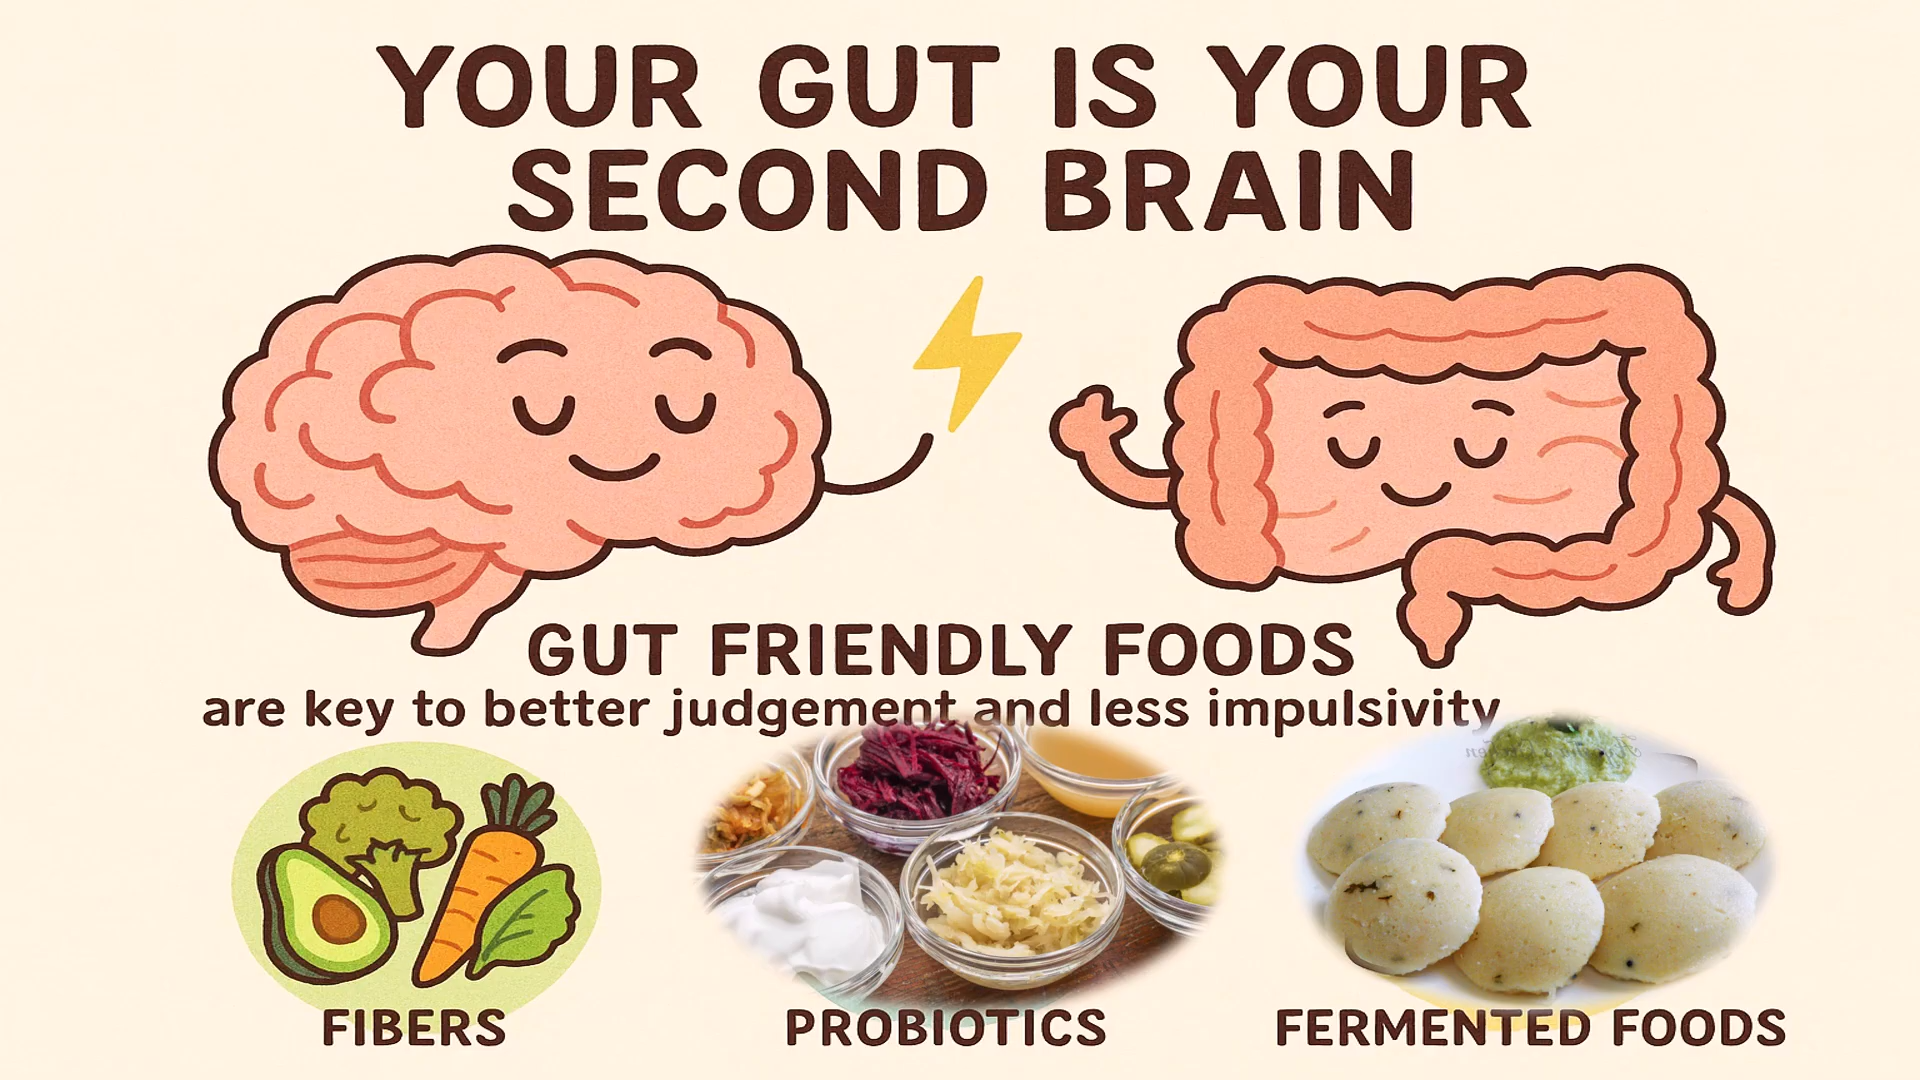 YOUR GUT IS YOUR
SECOND BRAIN
GUT FRIENDLY FOODS
are key to better judgement and less impulsivity
FIBERS
PROBIOTICS
FERMENTED FOODS